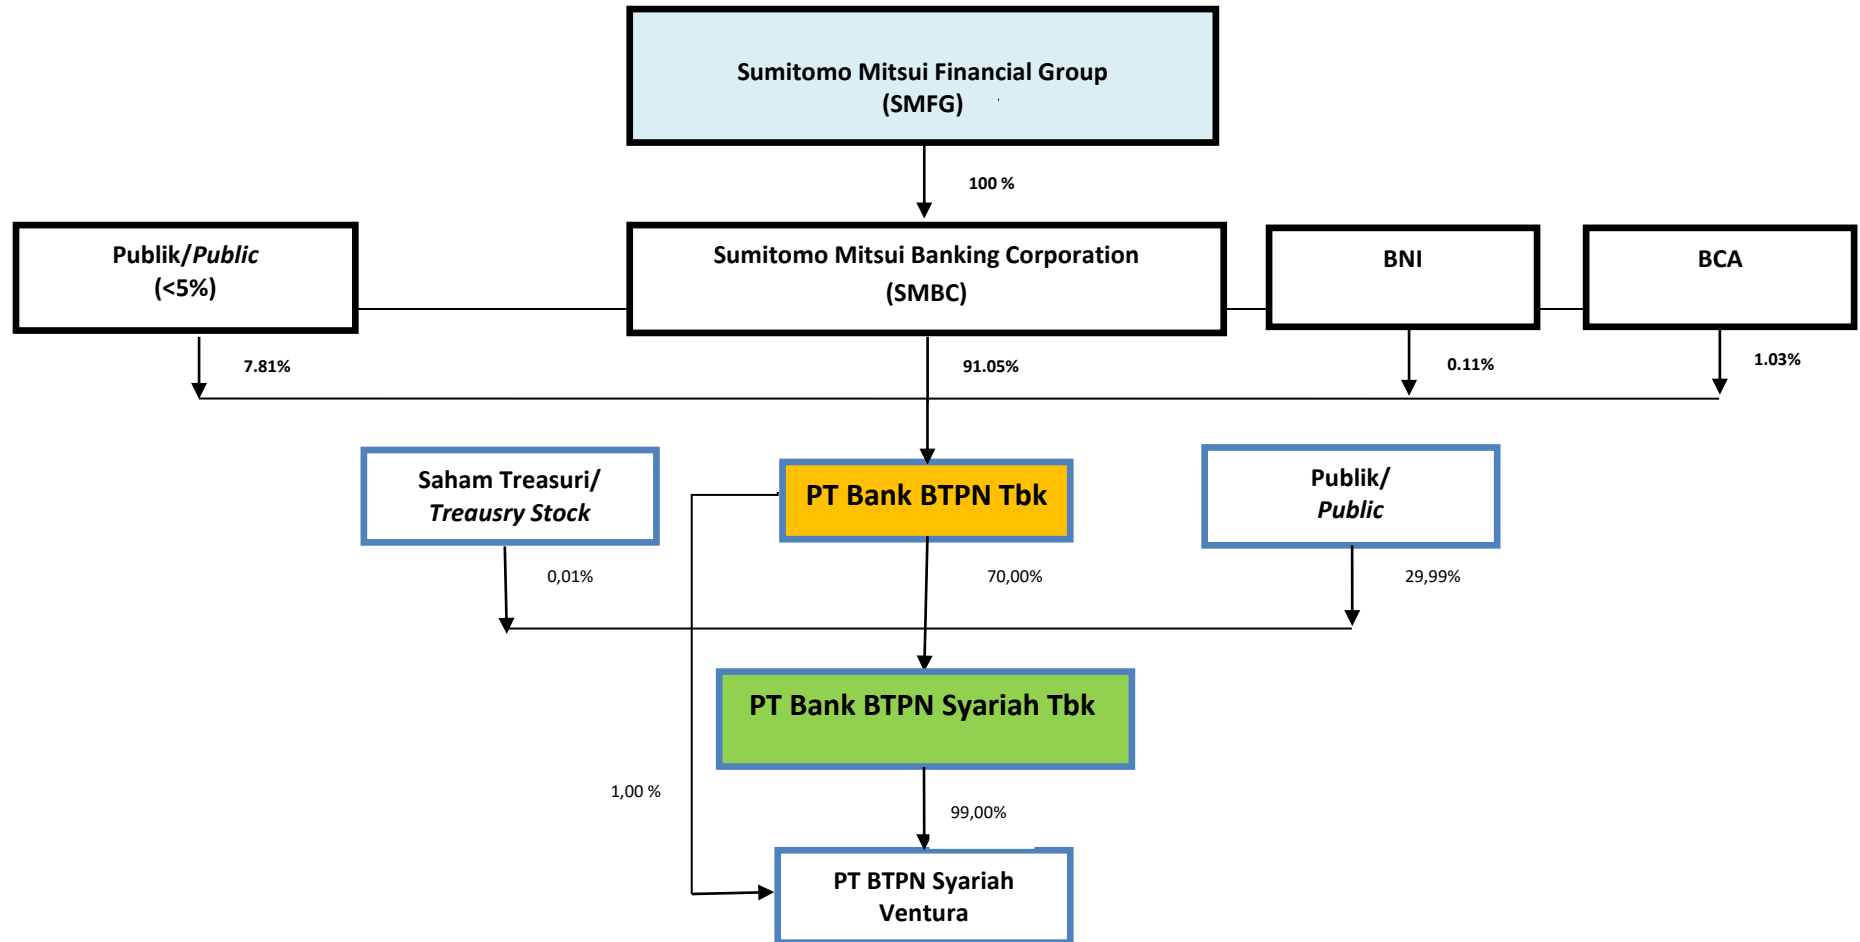 Sumitomo Mitsui Financial Group
(SMFG)
100 %
Publik/Public
(<5%)
Sumitomo Mitsui Banking Corporation
(SMBC)
BNI
BCA
7.81%
91.05%
0.11%
1.03%
Saham Treasuri/
Treausry Stock
PT Bank BTPN Tbk
Publik/
Public
0,01%
70,00%
29,99%
PT Bank BTPN Syariah Tbk
1,00 %
99,00%
PT BTPN Syariah
Ventura